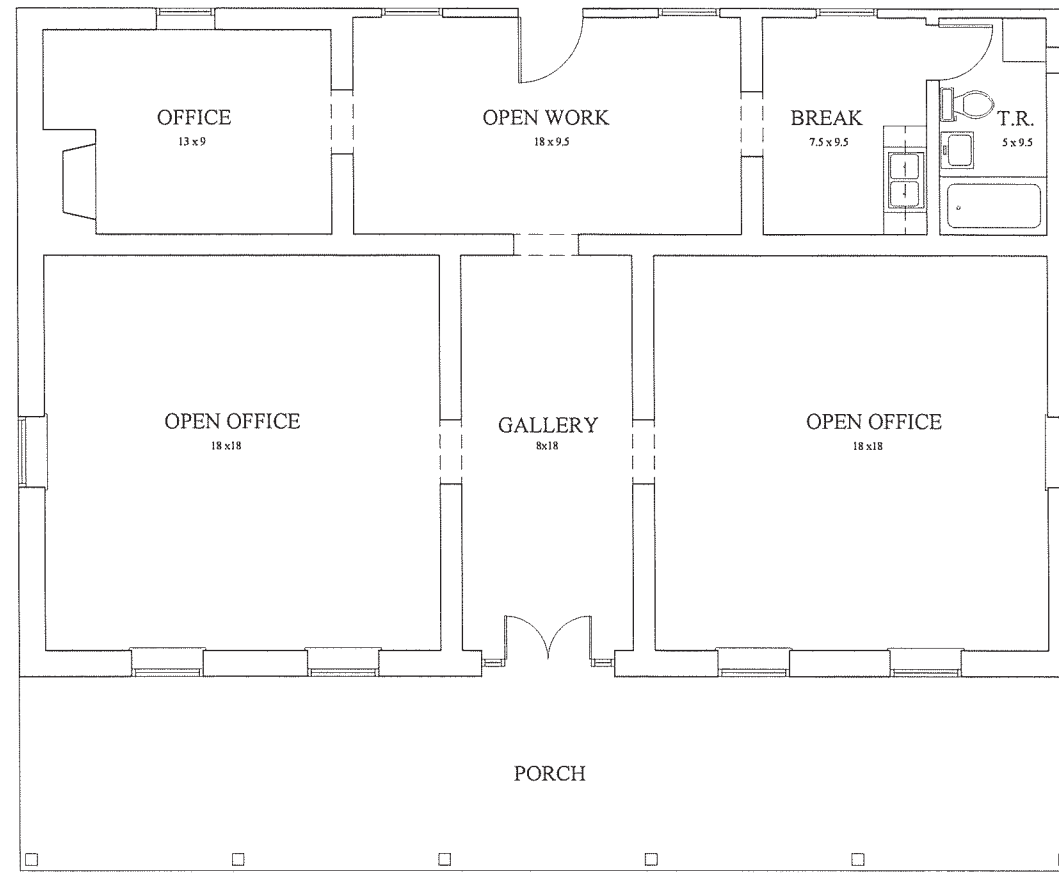 OFFICE
13 x 9
OPEN WORK
18 x 9.5
BREAK
7.5 x 9.5
T.R.
5 x 9.5
OPEN OFFICE
18 x18
GALLERY
8x18
OPEN OFFICE
18 x18
PORCH